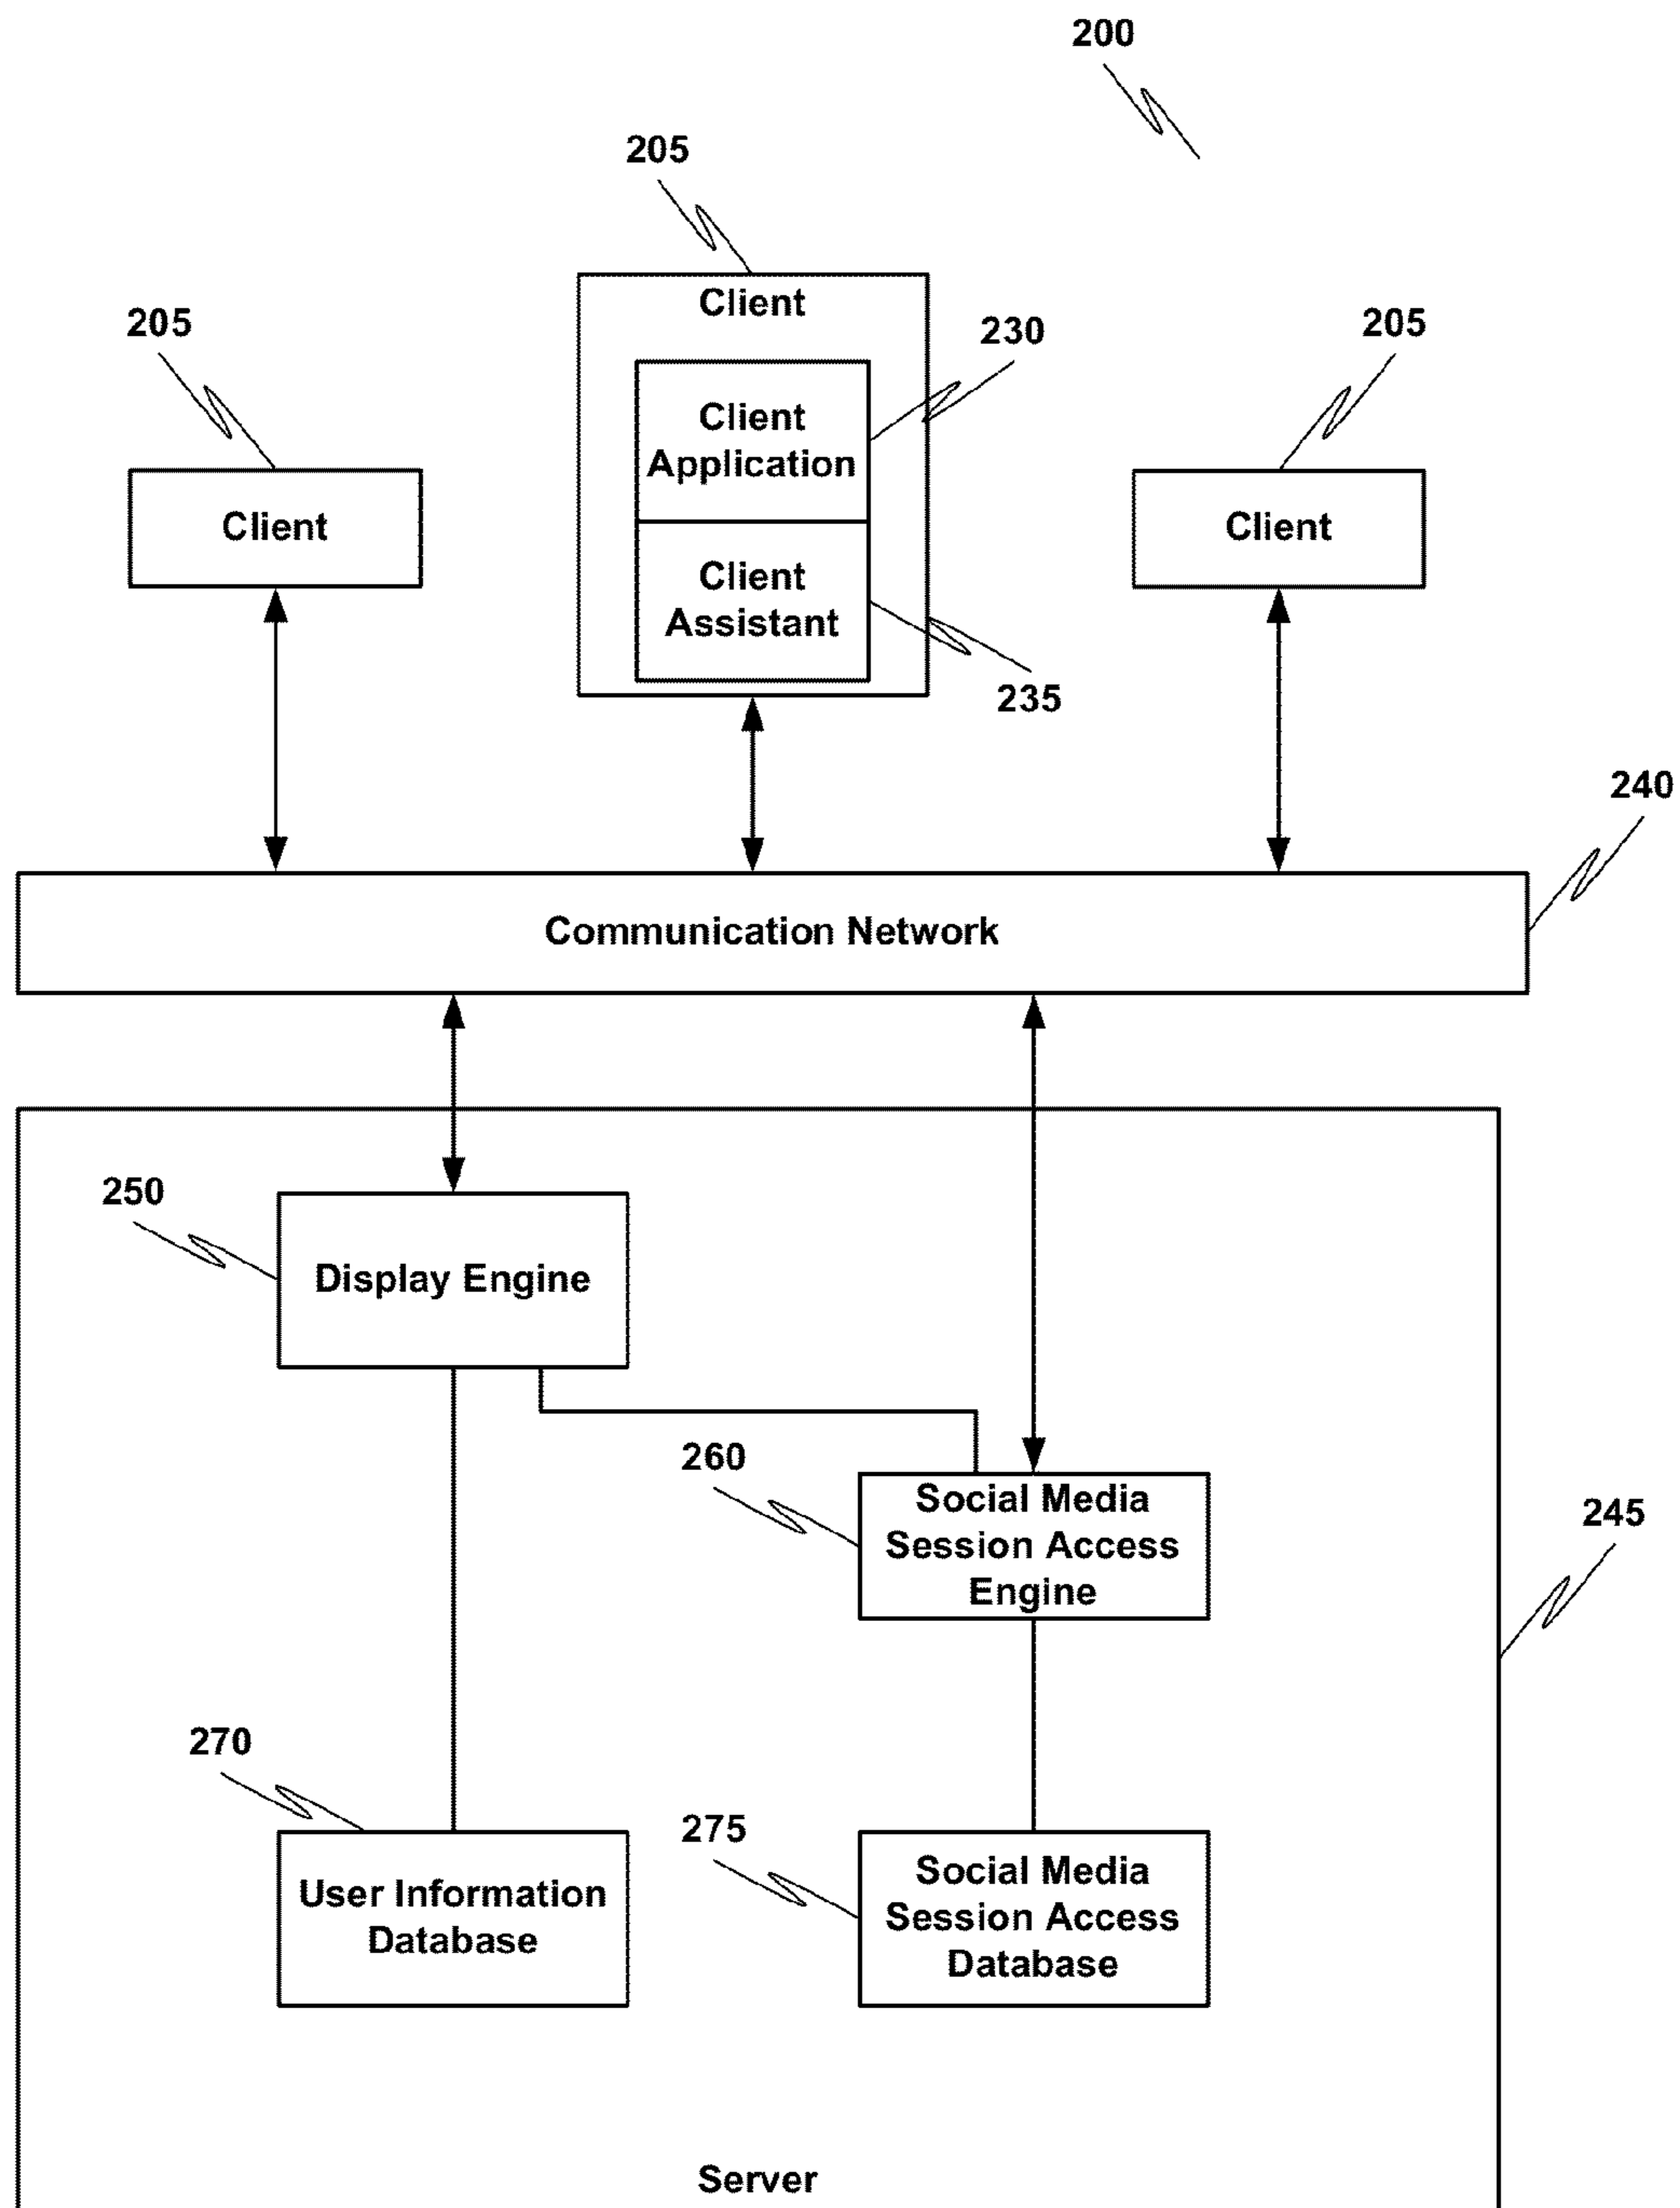 200
205
Client
205
230
205
Client
Application
Client
Client
Client
Assistant
235
240
Communication Network
250
Display Engine
260
Social Media
Session Access
Engine
245
270
User Information
Database
275
Social Media
Session Access
Database
Server